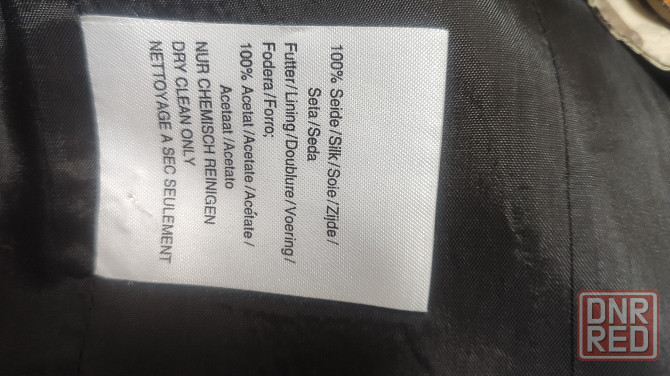 100% Seide/Silk/Soie/Zijde/
Seta/Seda
Futter/Lining/Doublure/Voering/
Fodera/Forro;
100% Acetat/Acetate/Acétate/
Acetaat/Acetato
NUR CHEMISCH REINIGEN
DRY CLEAN ONLY
NETTOYAGE A SEC SEULEMENT
DNR
RED